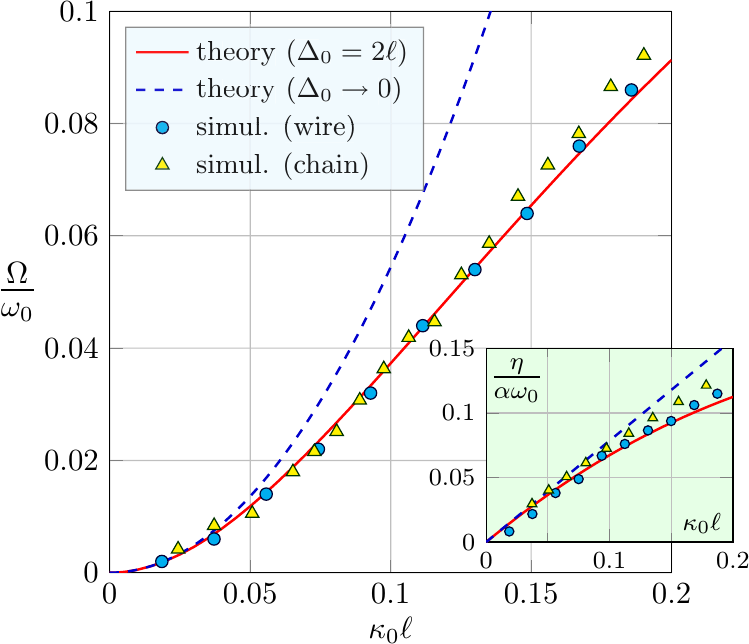 0.1
theory (Δ₀ = 2ℓ)
theory (Δ₀ → 0)
simul. (wire)
simul. (chain)
0.08
0.06
Ω
ω₀
0.04
0.02
0
0 0.05 0.1 0.15 0.2
κ₀ℓ
0.15
η
αω₀
0.1
0.05
κ₀ℓ
0
0 0.1 0.2